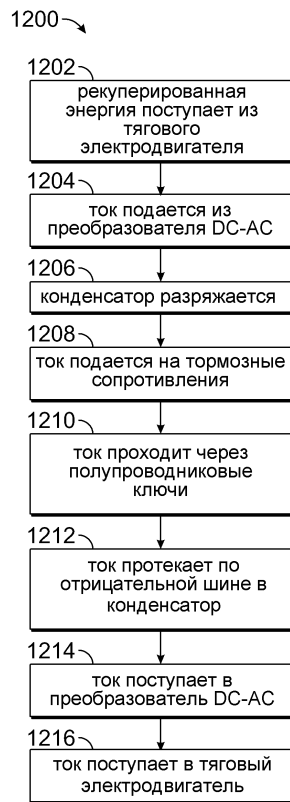 1200
1202
рекуперированная
энергия поступает из
тягового
электродвигателя
1204
ток подается из
преобразователя DC-AC
1206
конденсатор разряжается
1208
ток подается на тормозные
сопротивления
1210
ток проходит через
полупроводниковые
ключи
1212
ток протекает по
отрицательной шине в
конденсатор
1214
ток поступает в
преобразователь DC-AC
1216
ток поступает в тяговый
электродвигатель